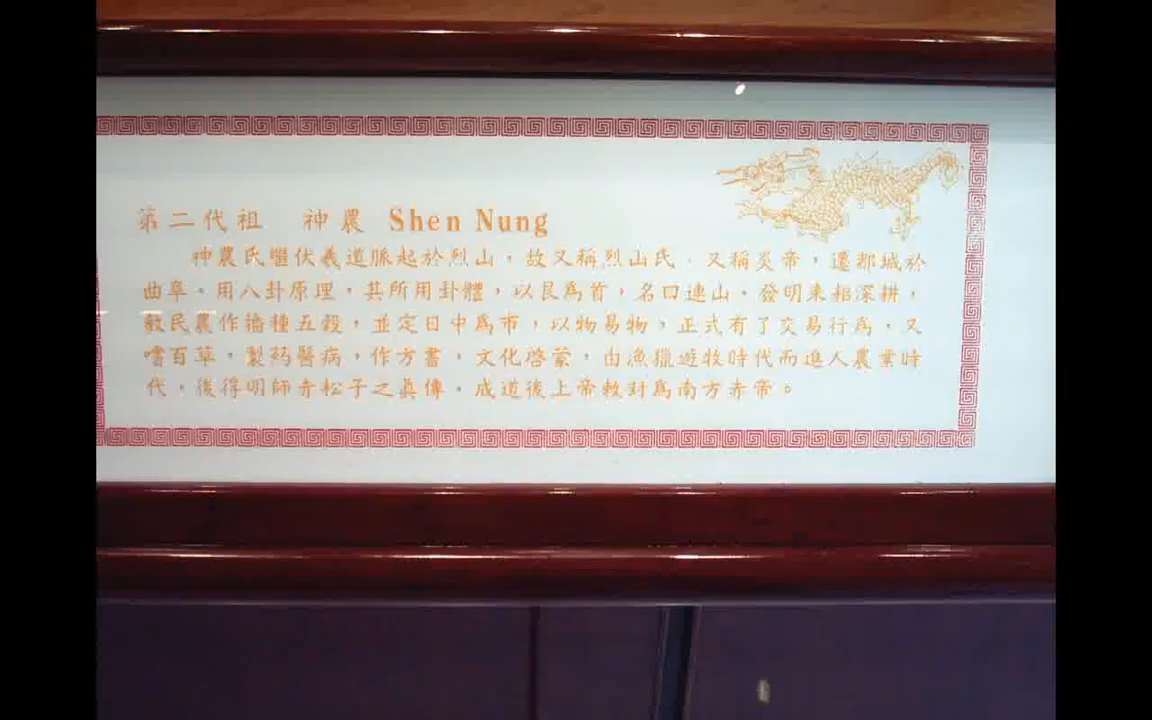 第二代祖 神農 Shen Nung
神農氏繼伏羲道脈起於烈山。故又稱烈山氏。又稱炎帝，遷都城於
曲阜。用八卦原理，其所用卦體，以艮為首，名曰連山。發明耒耜深耕，
教民農作播種五穀，並定日中為市，以物易物，正式有了交易行為。又
嚐百草。製藥醫病，作方書，文化啓蒙，由漁獵遊牧時代而進入農業時
代。後得明師赤松子之眞傳。成道後上帝敕封為南方赤帝。